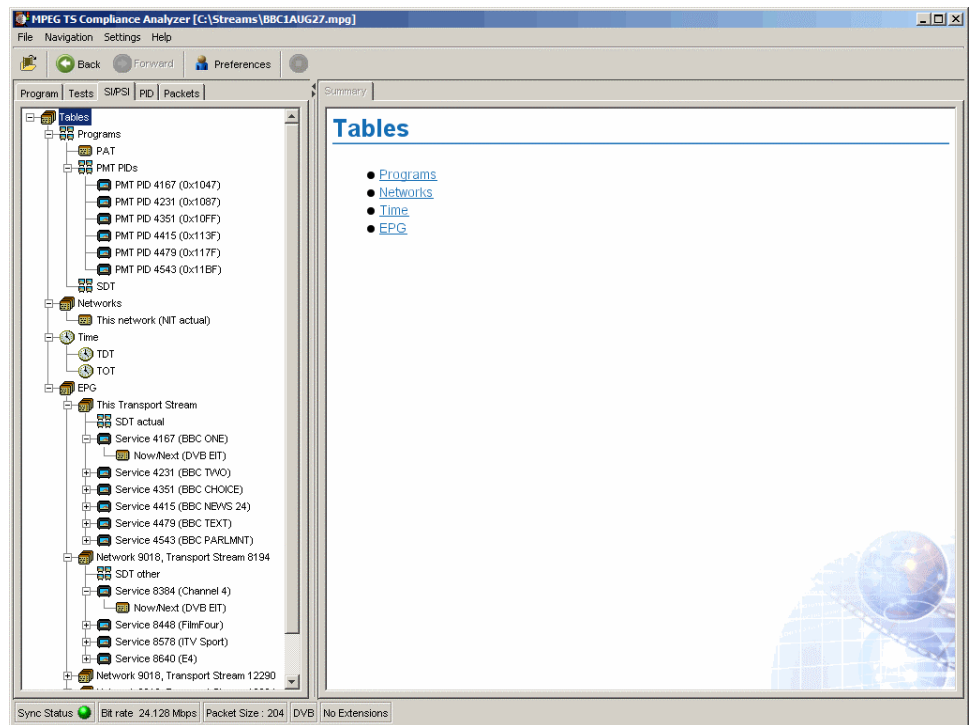 MPEG TS Compliance Analyzer [C:\Streams\BBC1AUG27.mpg]
File Navigation Settings Help
Back Forward Preferences
Program Tests SI/PSI PID Packets
Summary
Tables
Programs
PAT
PMT PIDs
PMT PID 4167 (0x1047)
PMT PID 4231 (0x1087)
PMT PID 4351 (0x10FF)
PMT PID 4415 (0x113F)
PMT PID 4479 (0x117F)
PMT PID 4543 (0x11BF)
SDT
Networks
This network (NIT actual)
Time
TDT
TOT
EPG
This Transport Stream
SDT actual
Service 4167 (BBC ONE)
Now/Next (DVB EIT)
Service 4231 (BBC TWO)
Service 4351 (BBC CHOICE)
Service 4415 (BBC NEWS 24)
Service 4479 (BBC TEXT)
Service 4543 (BBC PARLMNT)
Network 9018, Transport Stream 8194
SDT other
Service 8384 (Channel 4)
Now/Next (DVB EIT)
Service 8448 (FilmFour)
Service 8578 (ITV Sport)
Service 8640 (E4)
Network 9018, Transport Stream 12290
Tables
Programs
Networks
Time
EPG
Sync Status Bit rate 24.128 Mbps Packet Size : 204 DVB No Extensions